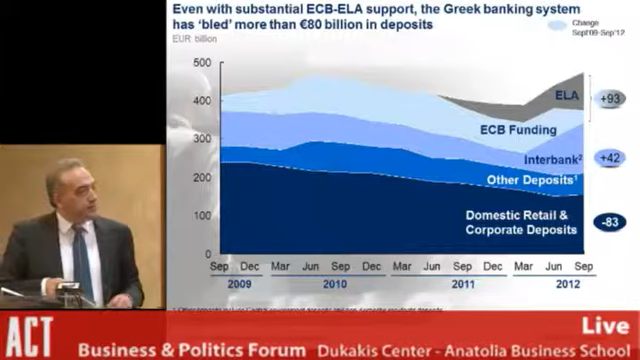 Even with substantial ECB-ELA support, the Greek banking system
has 'bled' more than €80 billion in deposits
EUR billion
Change
Sept'09-Sep'12
500
400
300
200
100
0
ELA
+93
ECB Funding
Interbank²
+42
Other Deposits¹
Domestic Retail &
Corporate Deposits
-83
Sep Dec Mar Jun Sep Dec Mar Jun Sep Dec Mar Jun Sep
2009 2010 2011 2012
ACT
Live
Business & Politics Forum Dukakis Center - Anatolia Business School